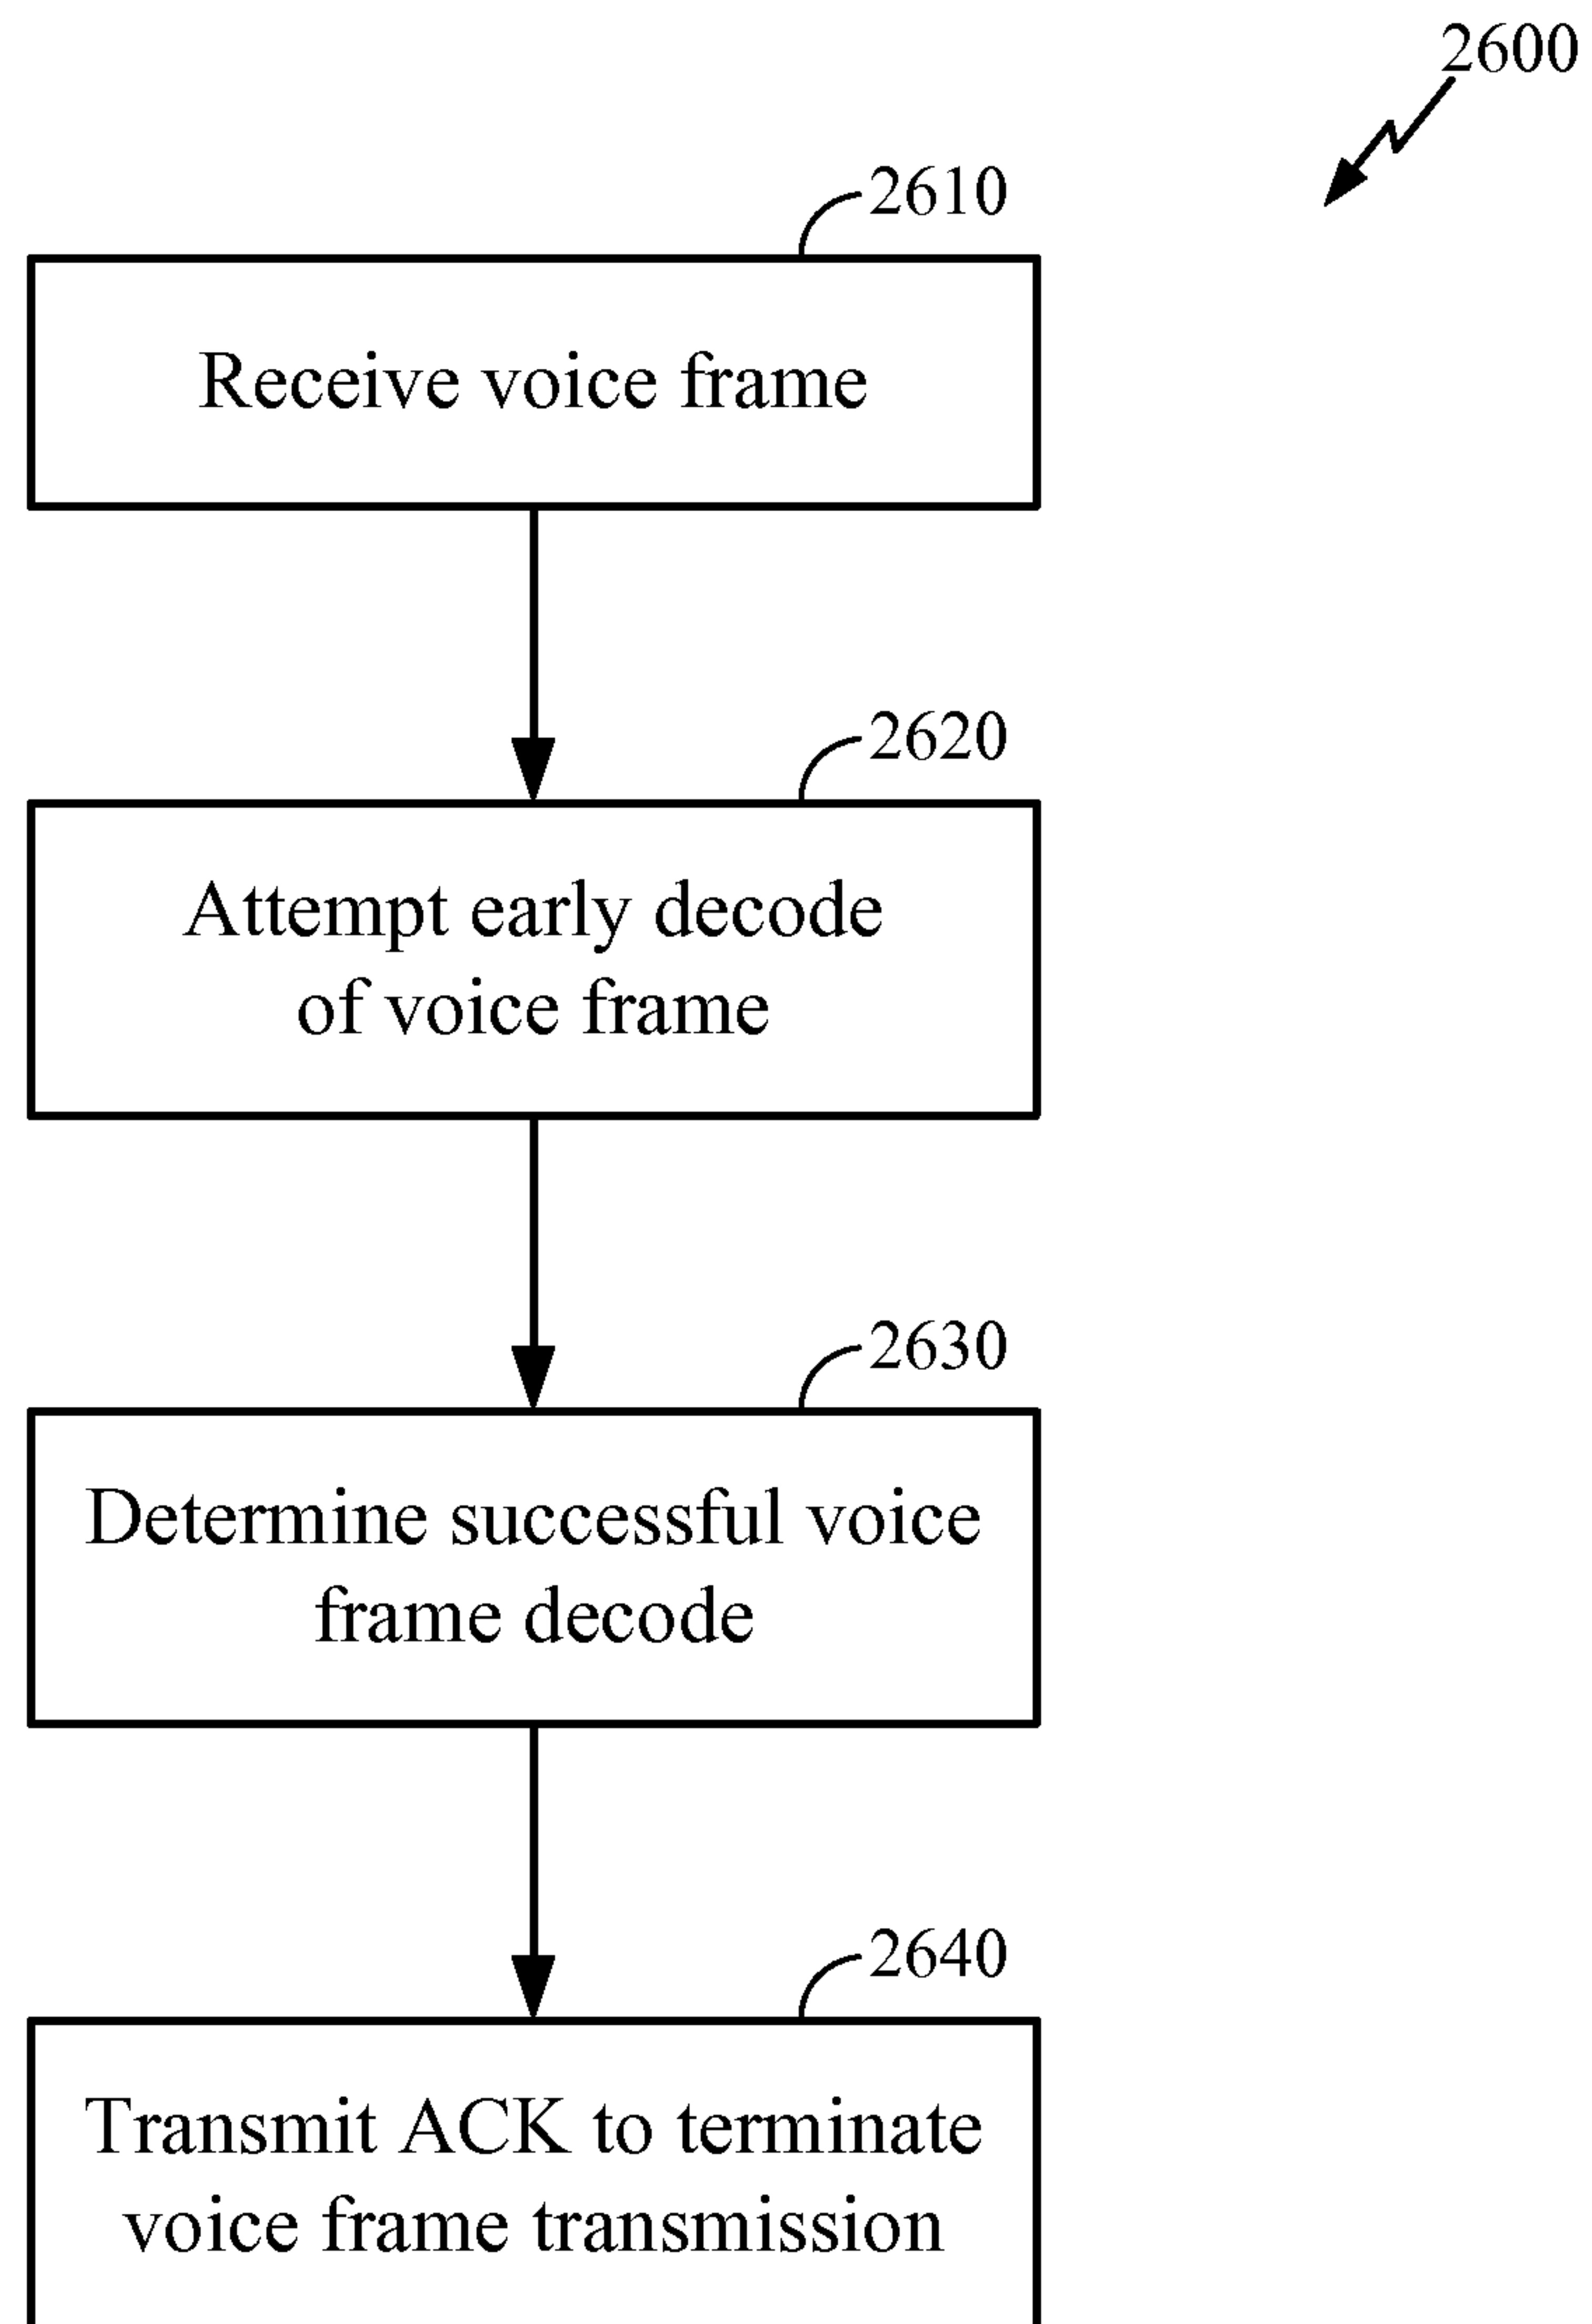 2600
2610
Receive voice frame
2620
Attempt early decode
of voice frame
2630
Determine successful voice
frame decode
2640
Transmit ACK to terminate
voice frame transmission